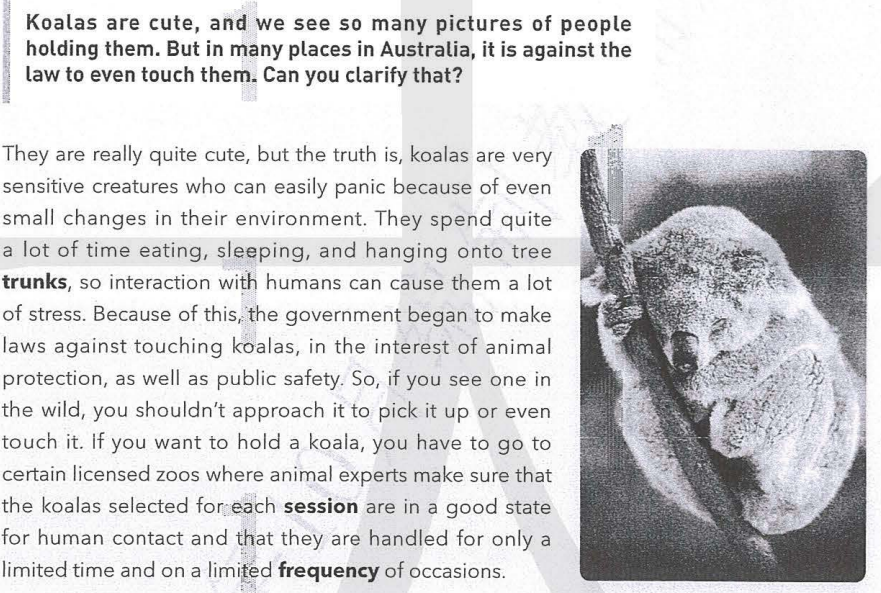 Koalas are cute, and we see so many pictures of people
holding them. But in many places in Australia, it is against the
law to even touch them. Can you clarify that?
They are really quite cute, but the truth is, koalas are very
sensitive creatures who can easily panic because of even
small changes in their environment. They spend quite
a lot of time eating, sleeping, and hanging onto tree
trunks, so interaction with humans can cause them a lot
of stress. Because of this, the government began to make
laws against touching koalas, in the interest of animal
protection, as well as public safety. So, if you see one in
the wild, you shouldn't approach it to pick it up or even
touch it. If you want to hold a koala, you have to go to
certain licensed zoos where animal experts make sure that
the koalas selected for each session are in a good state
for human contact and that they are handled for only a
limited time and on a limited frequency of occasions.